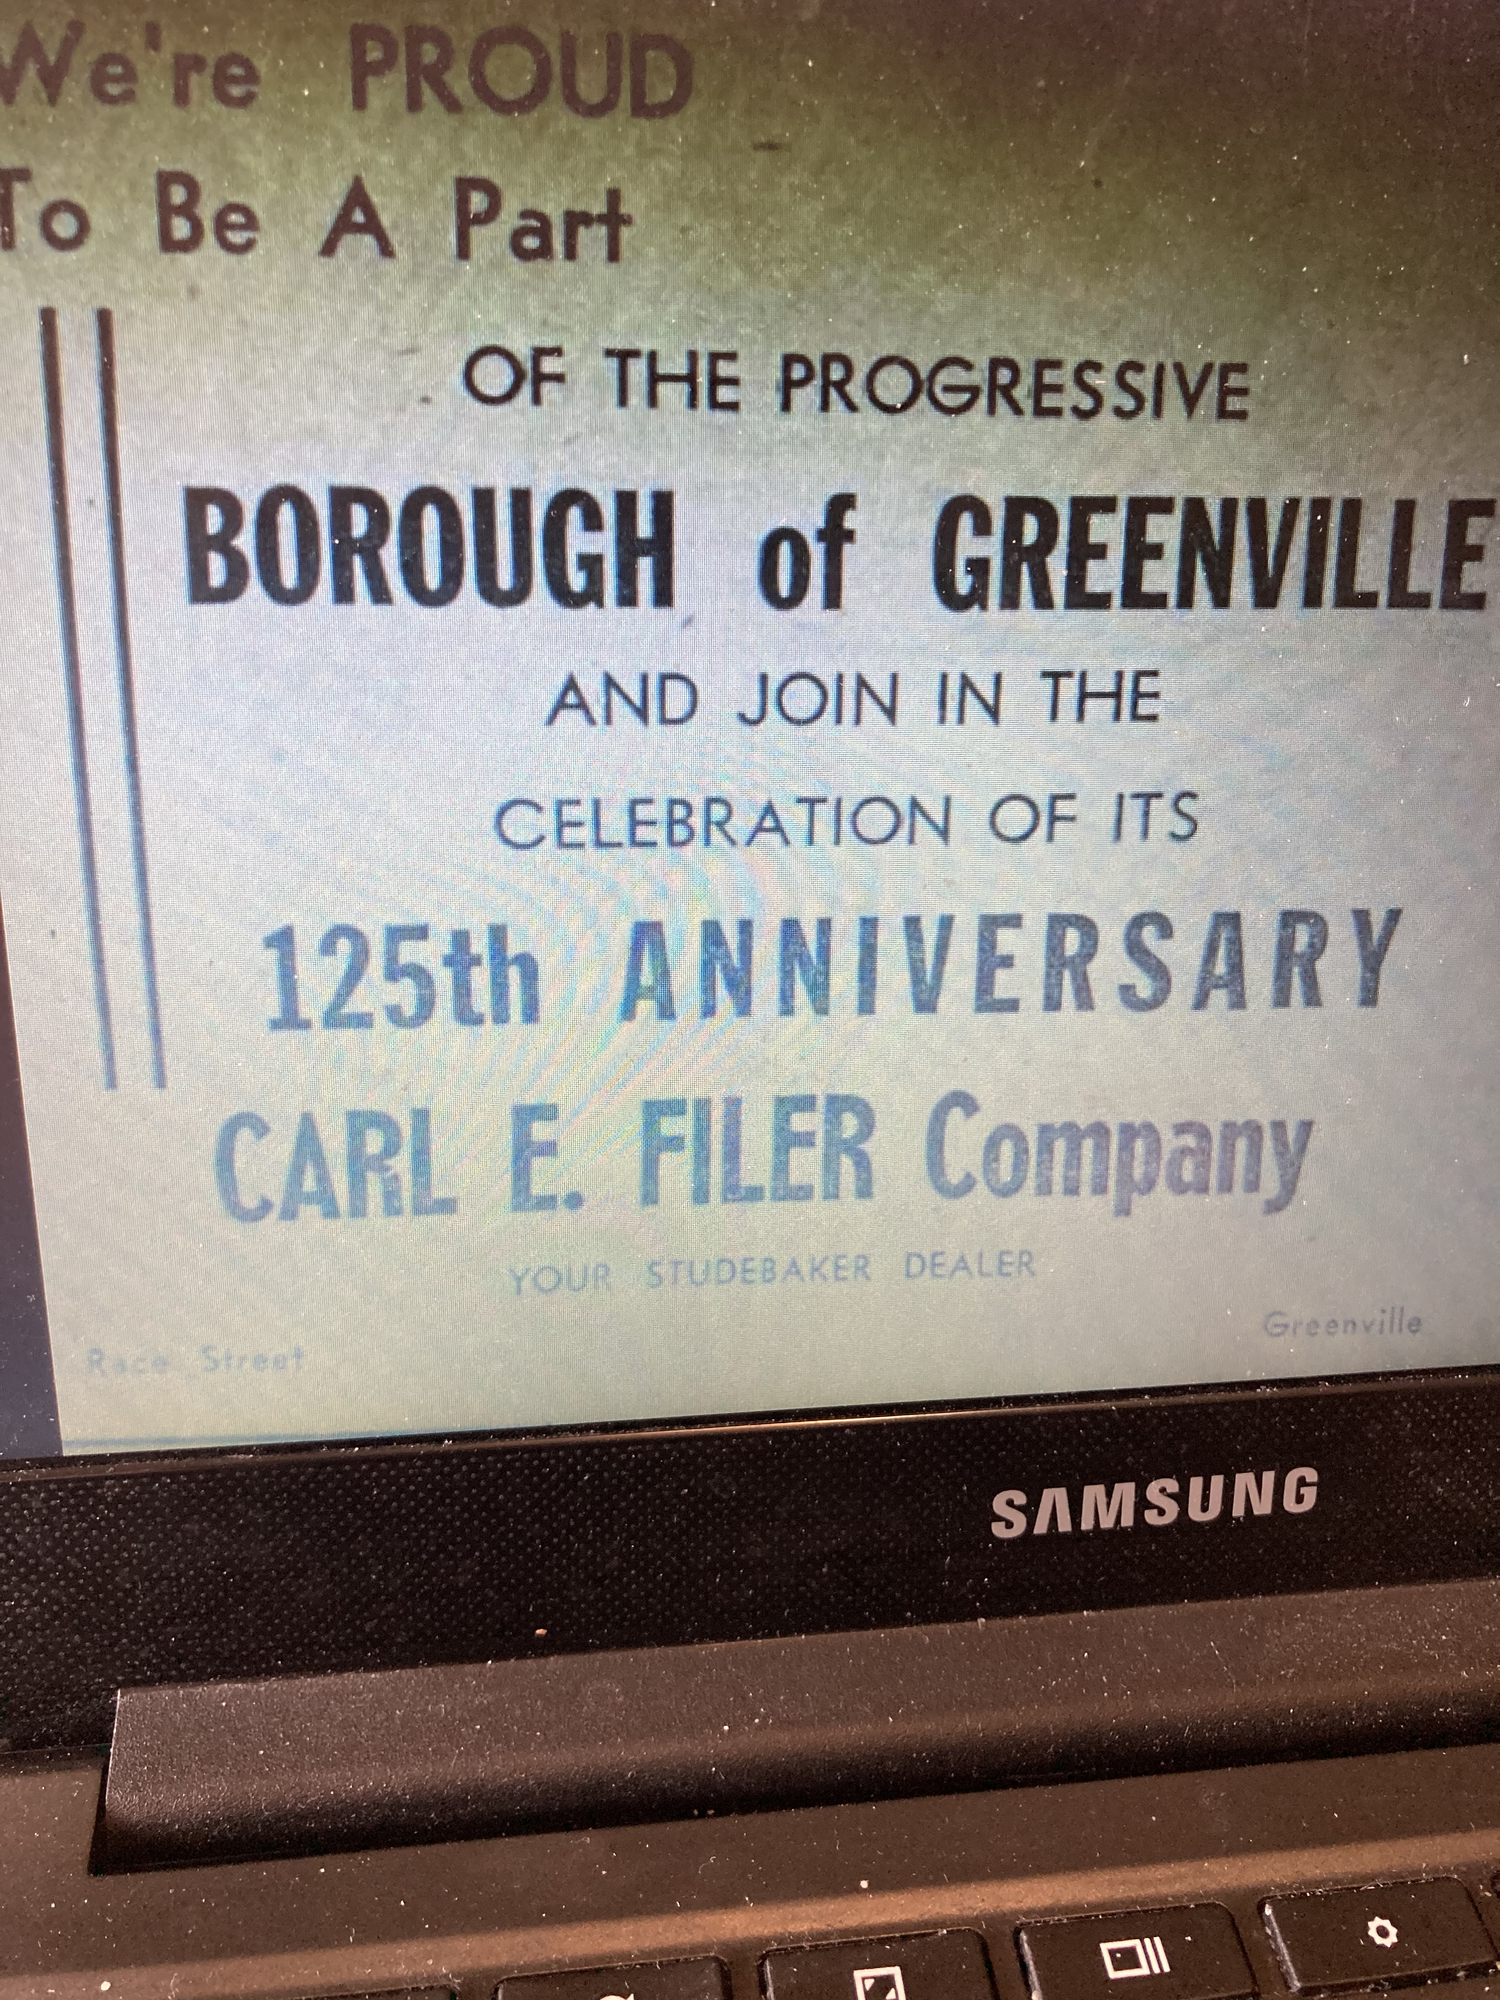 We're PROUD
To Be A Part
OF THE PROGRESSIVE
BOROUGH of GREENVILLE
AND JOIN IN THE
CELEBRATION OF ITS
125th ANNIVERSARY
CARL E. FILER Company
YOUR STUDEBAKER DEALER
Race Street Greenville
SAMSUNG